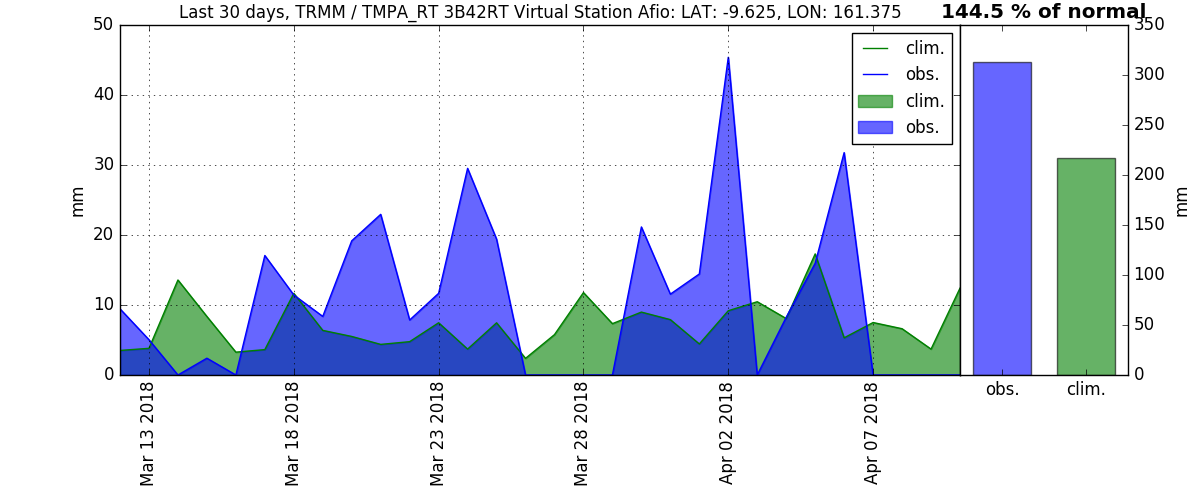 Last 30 days, TRMM / TMPA_RT 3B42RT Virtual Station Afio: LAT: -9.625, LON: 161.375
144.5 % of normal
50
40
30
20
10
0
mm
clim.
obs.
clim.
obs.
350
300
250
200
150
100
50
0
mm
Mar 13 2018
Mar 18 2018
Mar 23 2018
Mar 28 2018
Apr 02 2018
Apr 07 2018
obs.
clim.